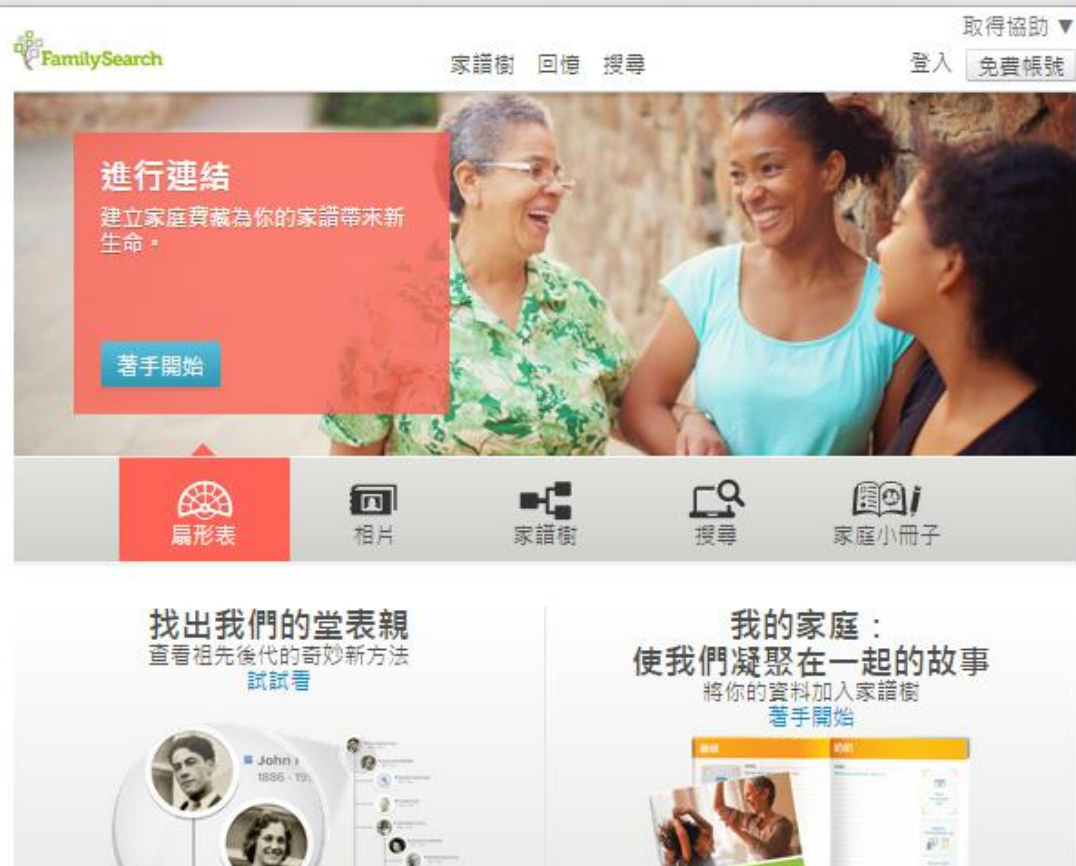 取得協助 ▼
FamilySearch
家譜樹 回憶 搜尋
登入 免費帳號
進行連結
建立家庭寶藏為你的家譜帶來新
生命。
著手開始
扇形表 相片 家譜樹 搜尋 家庭小冊子
找出我們的堂表親
查看祖先後代的奇妙新方法
試試看
我的家庭：
使我們凝聚在一起的故事
將你的資料加入家譜樹
著手開始
John
1886 - 19